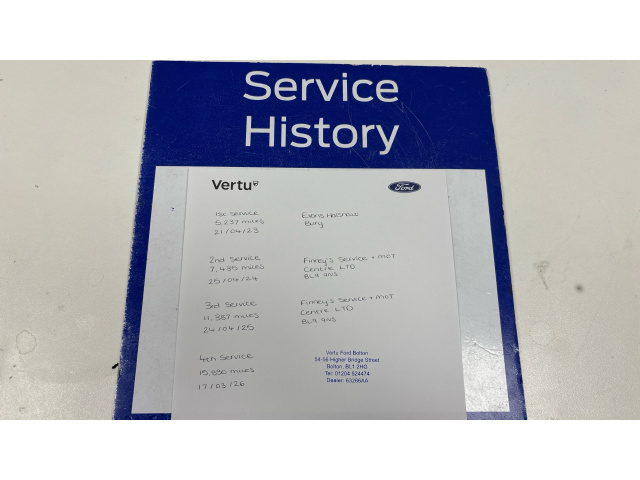 Service
History
Vertu
Ford
1st Service
5,237 miles
21/04/23
Evans Halshaw
Bury
2nd Service
7,435 miles
25/04/24
Finney's Service + MOT
Centre LTD
BL9 9NS
3rd Service
11,387 miles
24/04/25
Finney's Service + MOT
Centre LTD
BL9 9NS
4th Service
15,890 miles
17/03/26
Vertu Ford Bolton
54-56 Higher Bridge Street
Bolton, BL1 2HG
Tel: 01204 524474
Dealer: 63266AA